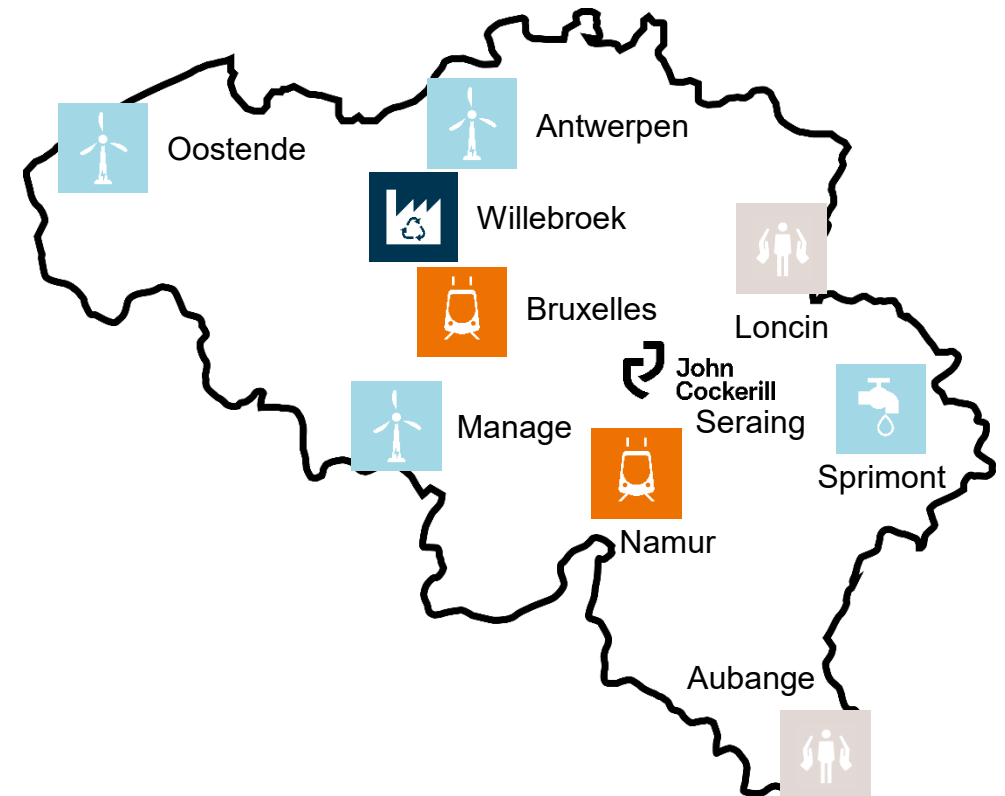 Antwerpen
Oostende
Willebroek
Bruxelles
Loncin
John
Cockerill
Seraing
Manage
Sprimont
Namur
Aubange